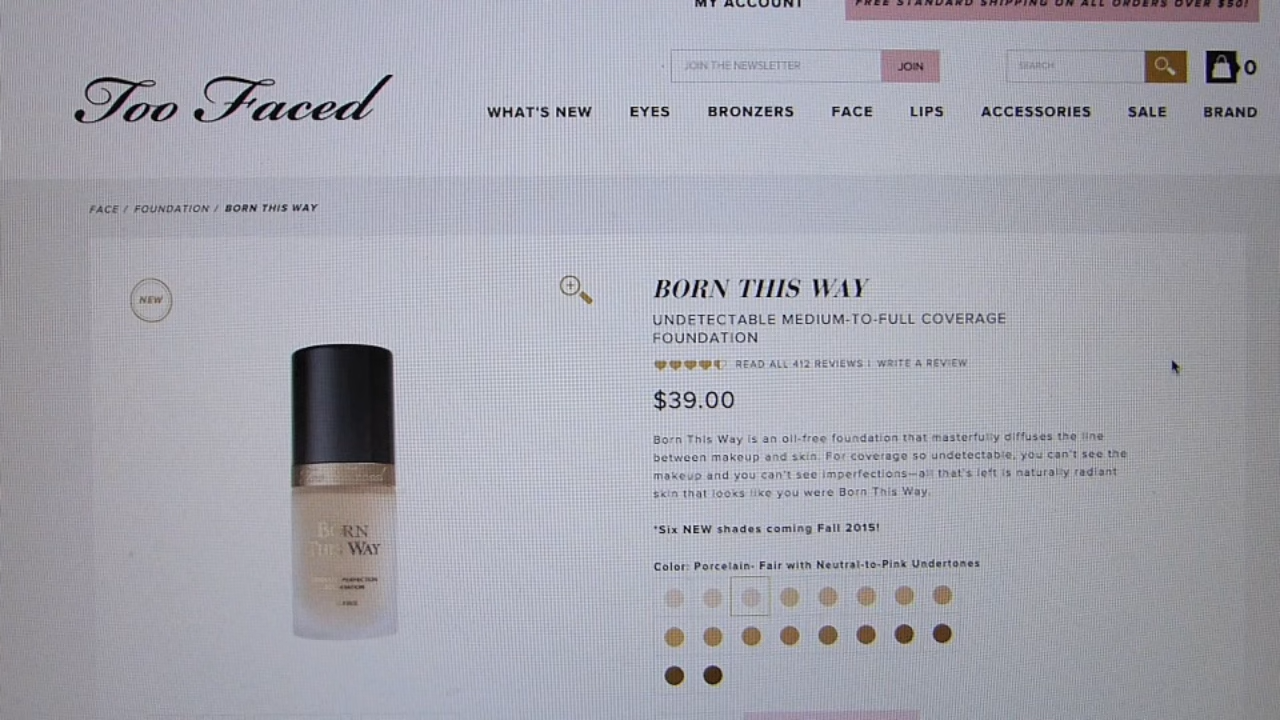 MY ACCOUNT
FREE STANDARD SHIPPING ON ALL ORDERS OVER $50!
JOIN THE NEWSLETTER
JOIN
SEARCH
0
Too Faced
WHAT'S NEW EYES BRONZERS FACE LIPS ACCESSORIES SALE BRAND
FACE / FOUNDATION / BORN THIS WAY
NEW
BORN THIS WAY
UNDETECTABLE MEDIUM-TO-FULL COVERAGE
FOUNDATION
READ ALL 412 REVIEWS | WRITE A REVIEW
$39.00
Born This Way is an oil-free foundation that masterfully diffuses the line
between makeup and skin. For coverage so undetectable, you can't see the
makeup and you can't see imperfections—all that's left is naturally radiant
skin that looks like you were Born This Way.
*Six NEW shades coming Fall 2015!
Color: Porcelain- Fair with Neutral-to-Pink Undertones
BORN
THIS WAY